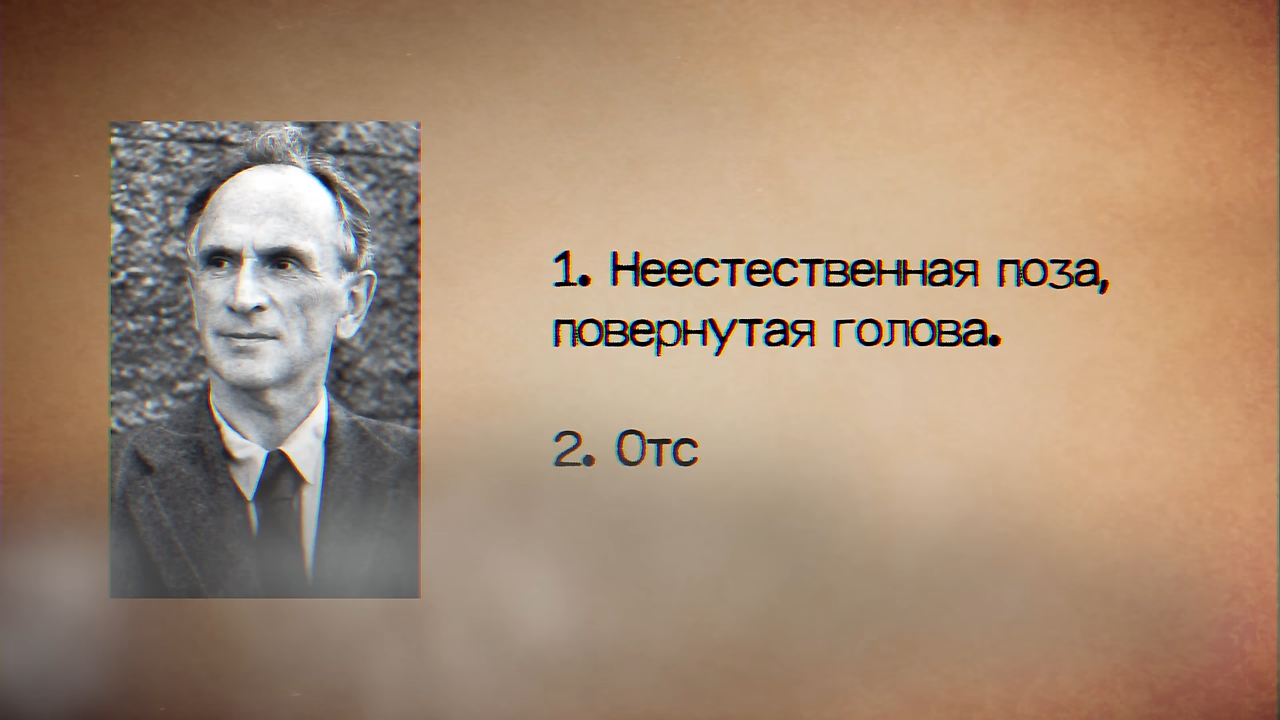 1. Неестественная поза,
повернутая голова.
2. Отс